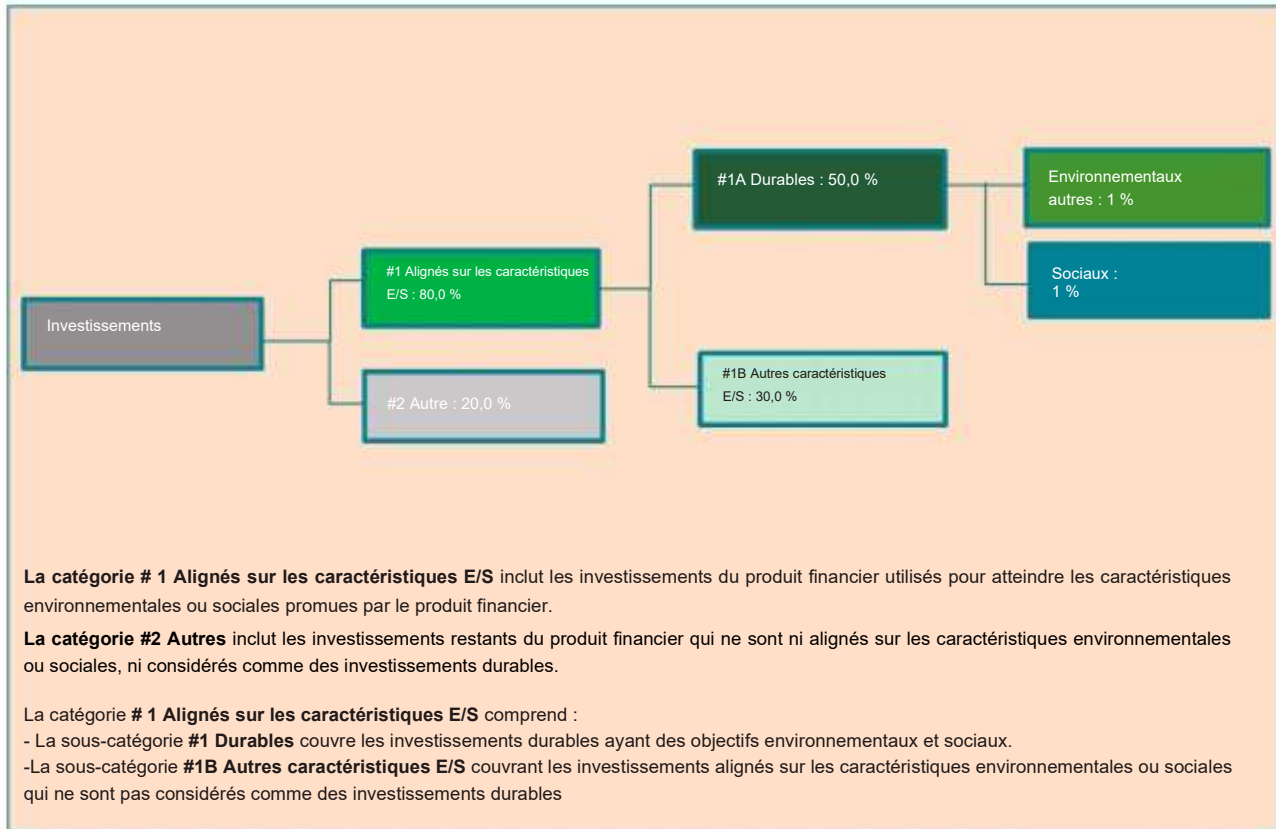 #1A Durables : 50,0 %
Environnementaux
autres : 1 %
#1 Alignés sur les caractéristiques
E/S : 80,0 %
Sociaux :
1 %
Investissements
#2 Autre : 20,0 %
#1B Autres caractéristiques
E/S : 30,0 %
La catégorie # 1 Alignés sur les caractéristiques E/S inclut les investissements du produit financier utilisés pour atteindre les caractéristiques
environnementales ou sociales promues par le produit financier.
La catégorie #2 Autres inclut les investissements restants du produit financier qui ne sont ni alignés sur les caractéristiques environnementales
ou sociales, ni considérés comme des investissements durables.
La catégorie # 1 Alignés sur les caractéristiques E/S comprend :
- La sous-catégorie #1 Durables couvre les investissements durables ayant des objectifs environnementaux et sociaux.
-La sous-catégorie #1B Autres caractéristiques E/S couvrant les investissements alignés sur les caractéristiques environnementales ou sociales
qui ne sont pas considérés comme des investissements durables